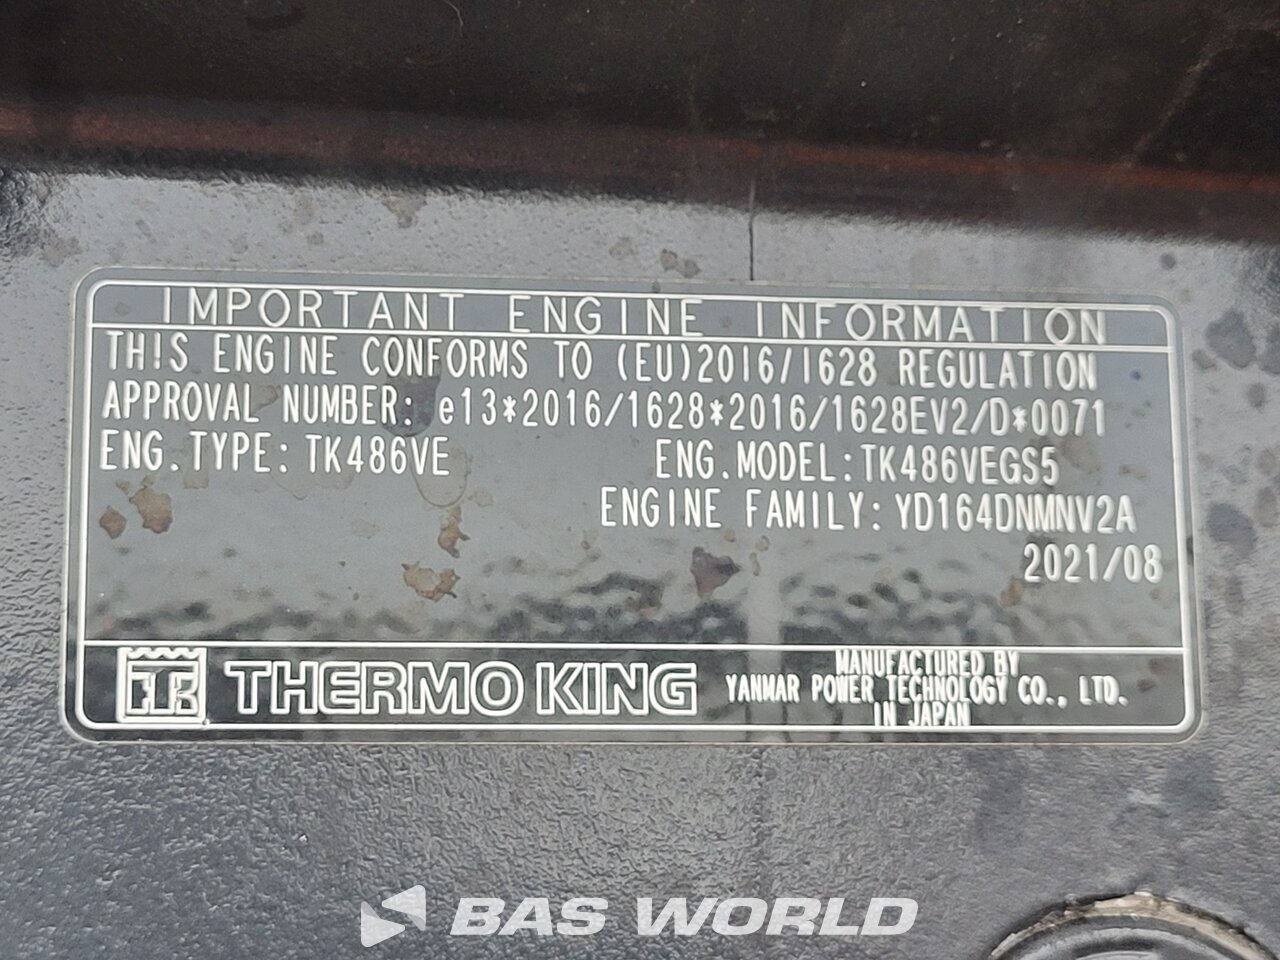 IMPORTANT ENGINE INFORMATION
THIS ENGINE CONFORMS TO (EU)2016/1628 REGULATION
APPROVAL NUMBER: e13*2016/1628*2016/1628EV2/D*0071
ENG.TYPE: TK486VE ENG.MODEL:TK486VEGS5
ENGINE FAMILY: YD164DNMNV2A
2021/08
TK THERMO KING
MANUFACTURED BY
YANMAR POWER TECHNOLOGY CO., LTD.
IN JAPAN
BAS WORLD